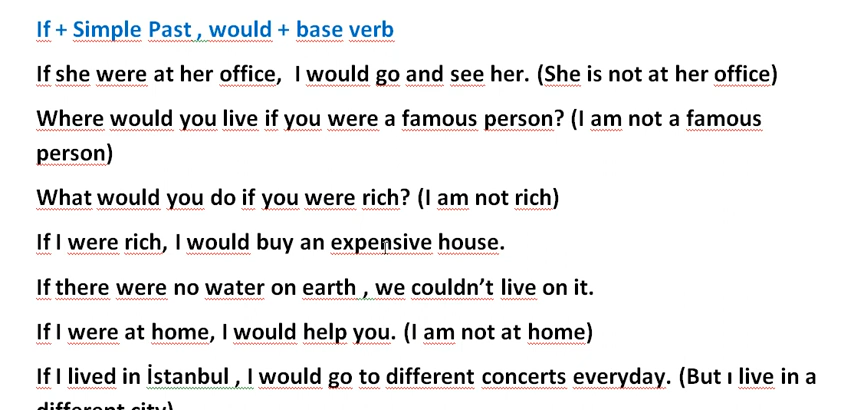 If + Simple Past , would + base verb
If she were at her office,  I would go and see her. (She is not at her office)
Where would you live if you were a famous person? (I am not a famous
person)
What would you do if you were rich? (I am not rich)
If I were rich, I would buy an expensive house.
If there were no water on earth , we couldn’t live on it.
If I were at home, I would help you. (I am not at home)
If I lived in İstanbul , I would go to different concerts everyday. (But ı live in a
different city)